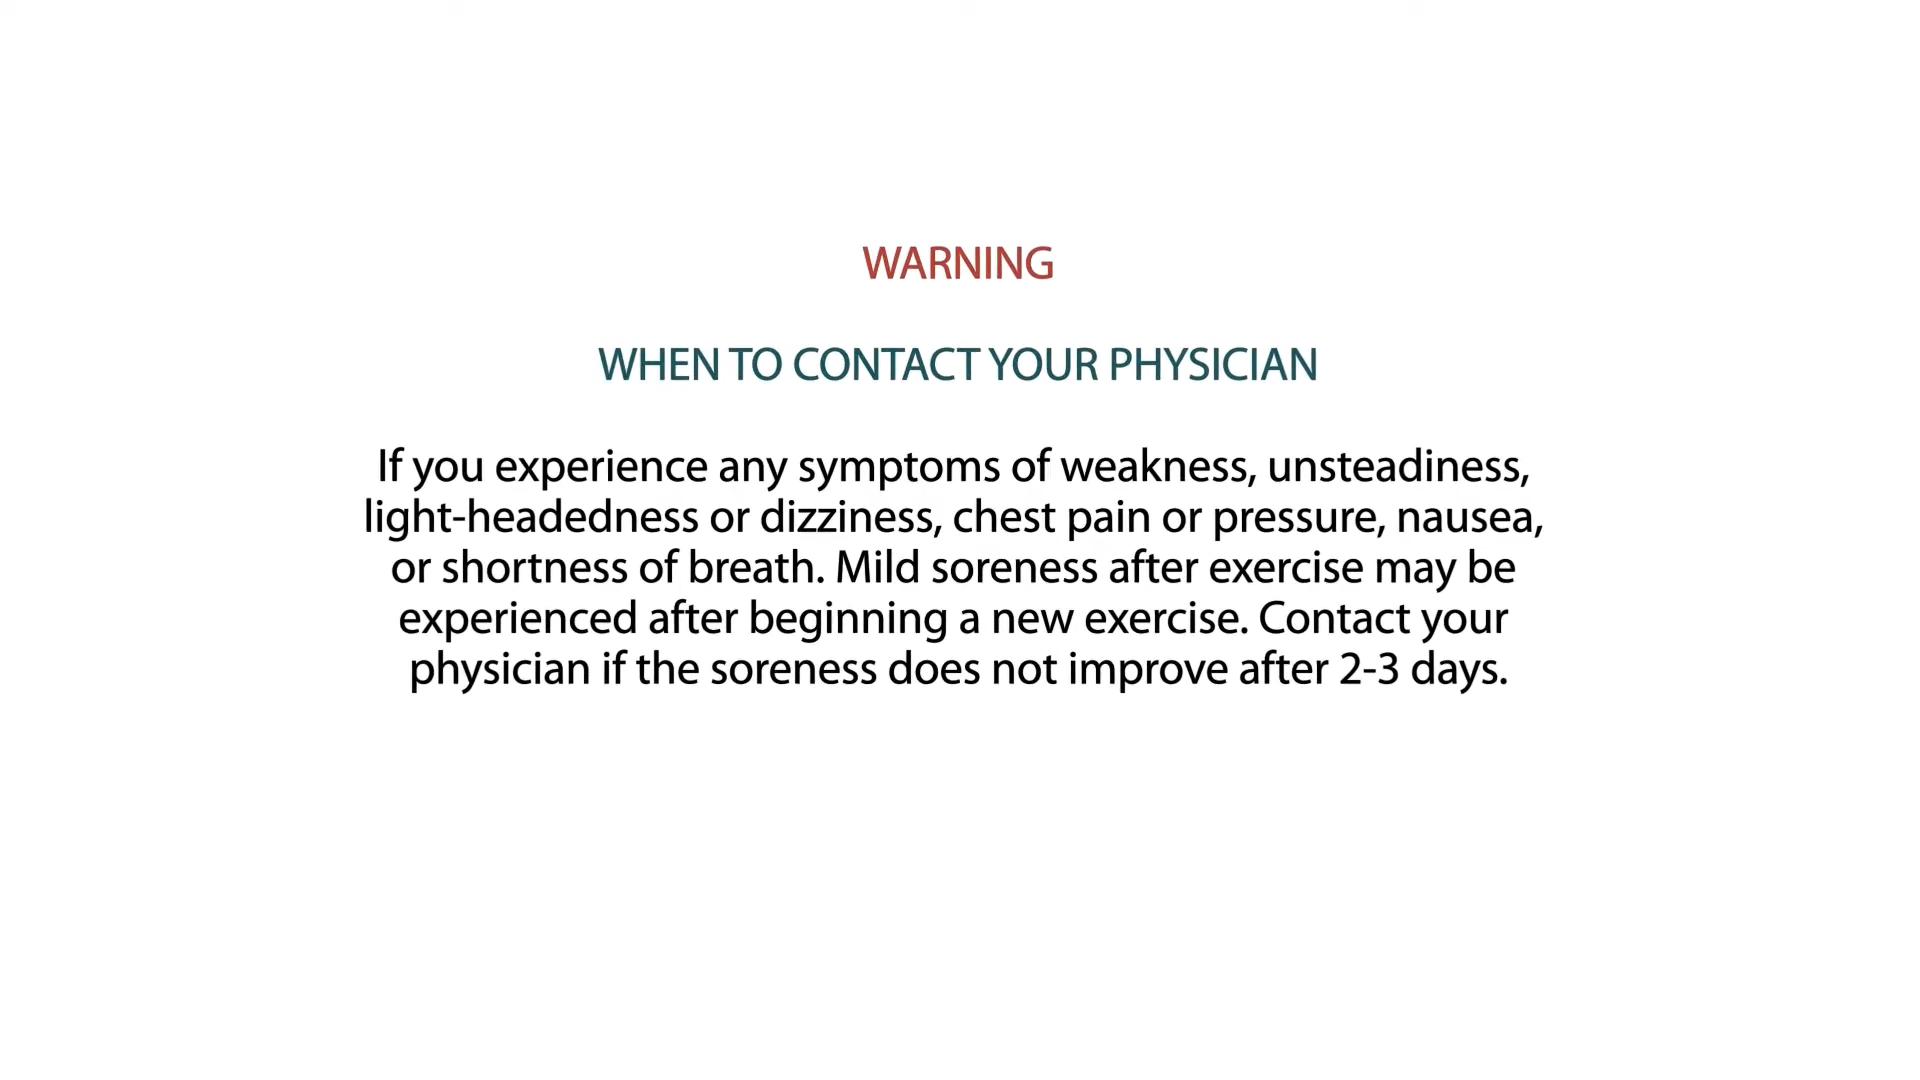 WARNING
WHEN TO CONTACT YOUR PHYSICIAN
If you experience any symptoms of weakness, unsteadiness,
light-headedness or dizziness, chest pain or pressure, nausea,
or shortness of breath. Mild soreness after exercise may be
experienced after beginning a new exercise. Contact your
physician if the soreness does not improve after 2-3 days.